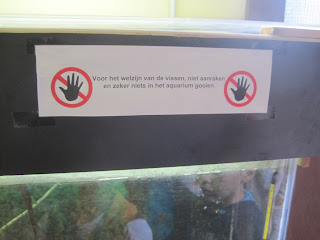 Voor het welzijn van de vissen, niet aanraken
en zeker niets in het aquarium gooien.